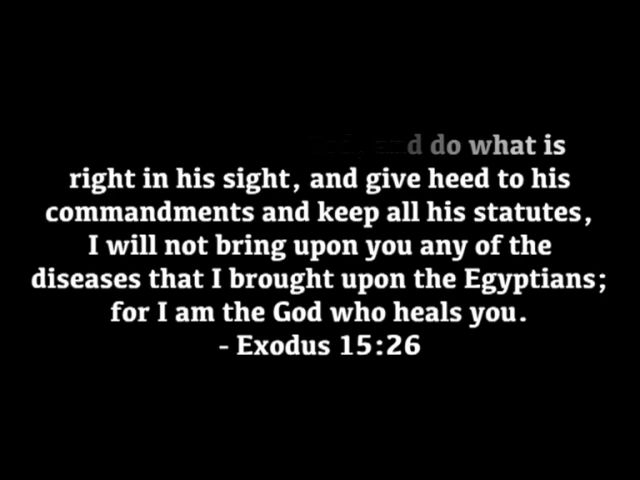 and do what is
right in his sight, and give heed to his
commandments and keep all his statutes,
I will not bring upon you any of the
diseases that I brought upon the Egyptians;
for I am the God who heals you.
- Exodus 15:26